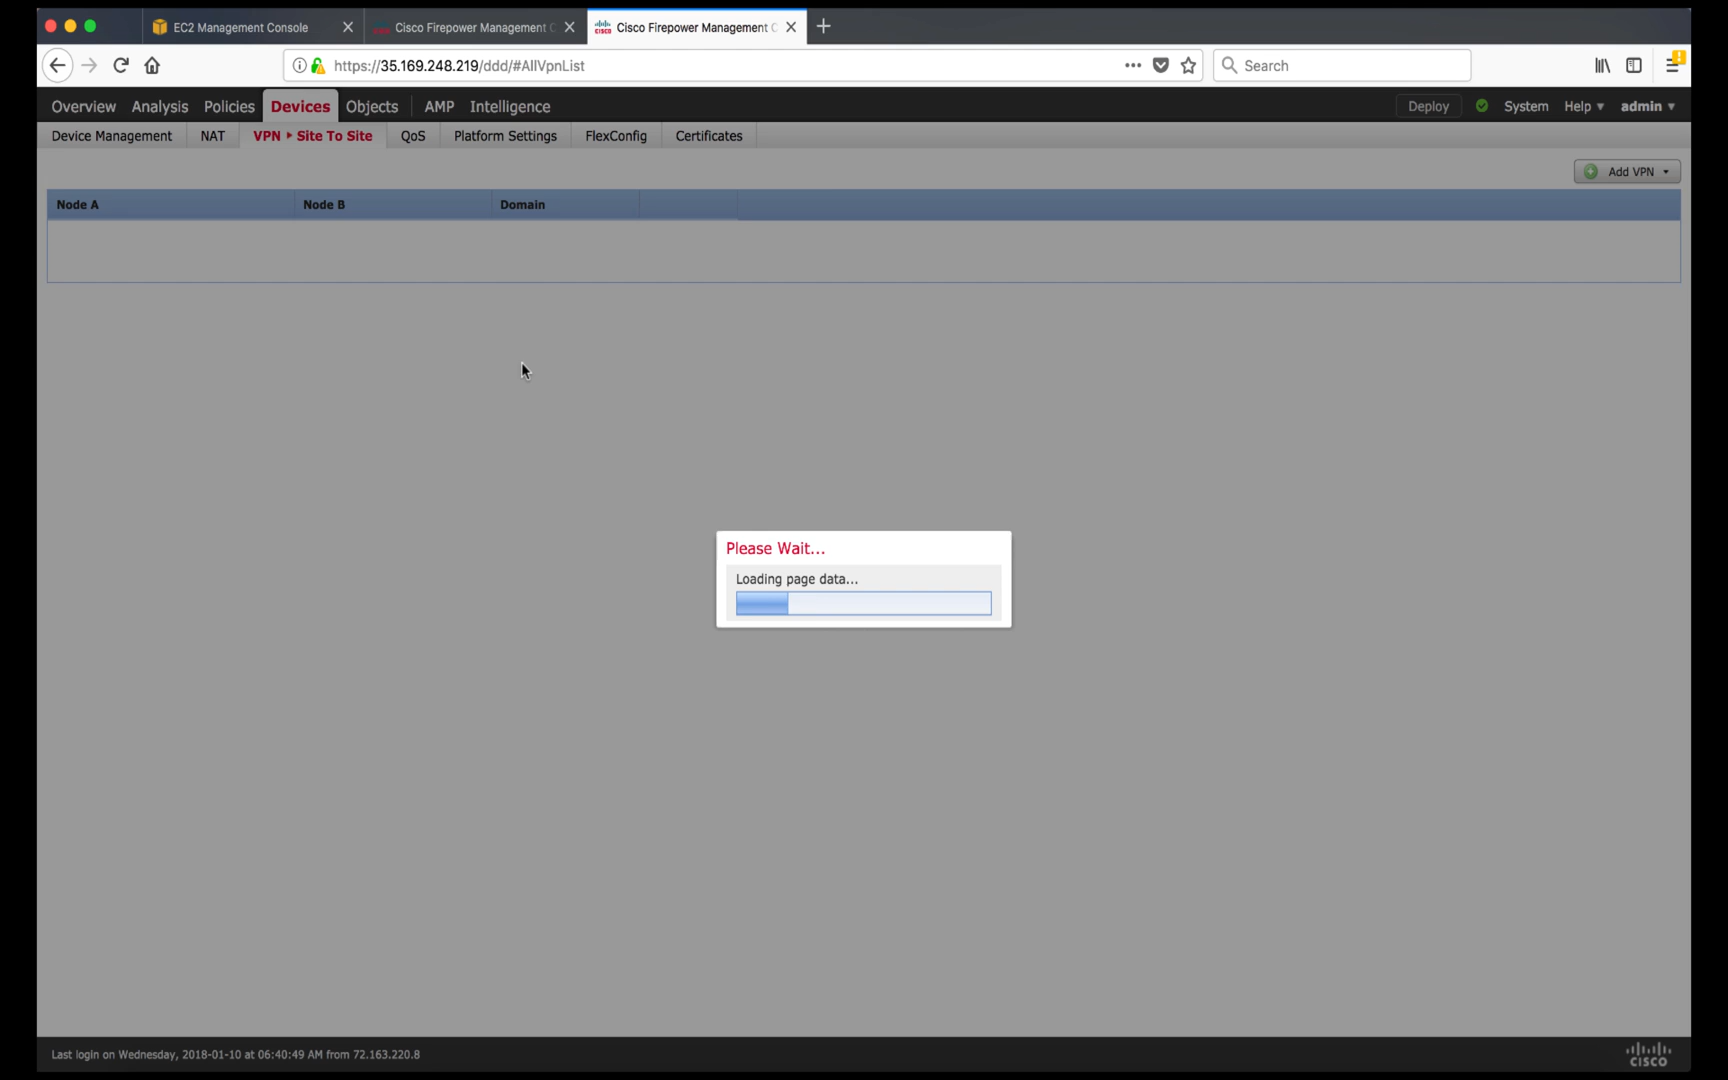 EC2 Management Console
Cisco Firepower Management C
Cisco Firepower Management C
https://35.169.248.219/ddd/#AllVpnList
Search
Overview Analysis Policies Devices Objects AMP Intelligence
Deploy System Help admin
Device Management NAT VPN Site To Site QoS Platform Settings FlexConfig Certificates
Add VPN
Node A Node B Domain
Please Wait...
Loading page data...
Last login on Wednesday, 2018-01-10 at 06:40:49 AM from 72.163.220.8
CISCO